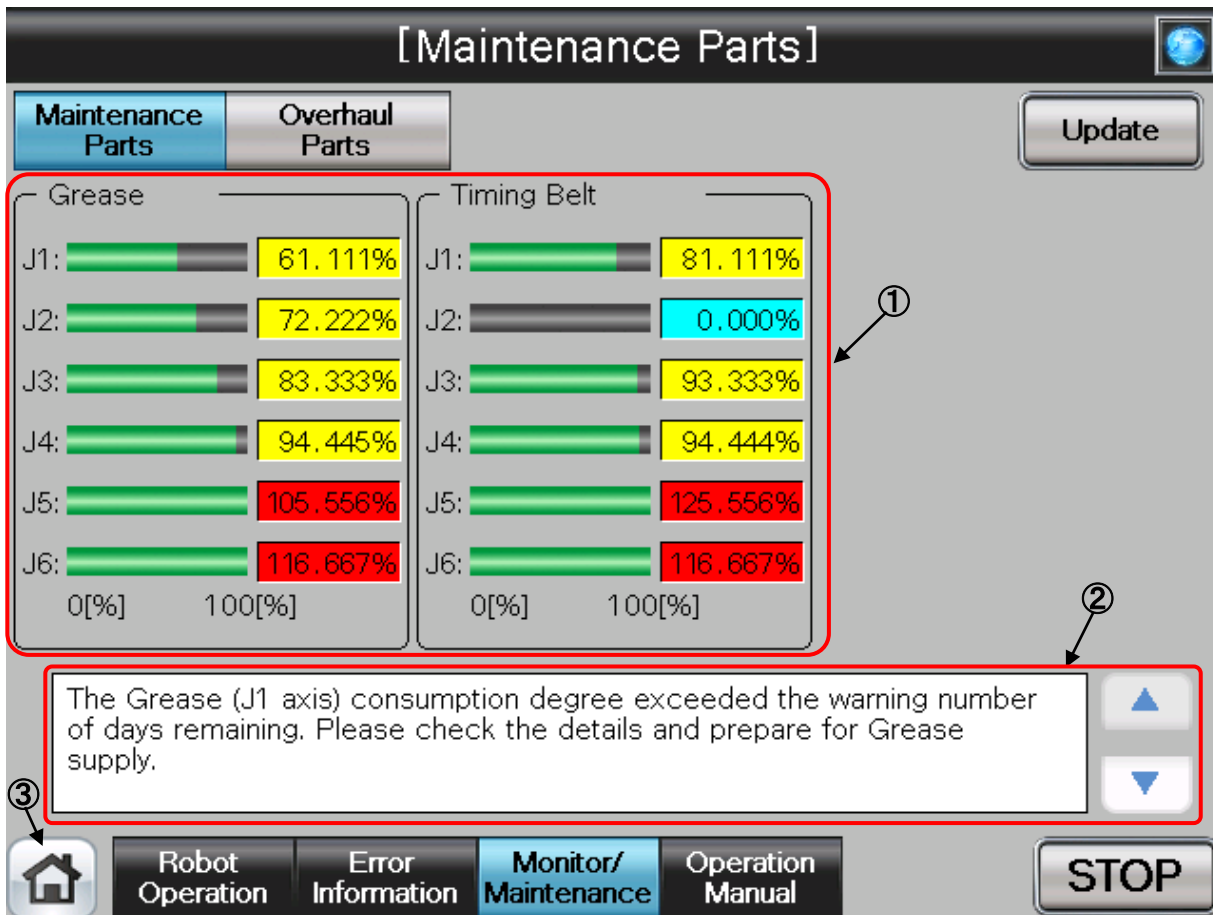 [Maintenance Parts]
Maintenance
Parts
Overhaul
Parts
Update
Grease
J1: 61.111%
J2: 72.222%
J3: 83.333%
J4: 94.445%
J5: 105.556%
J6: 116.667%
0[%] 100[%]
Timing Belt
J1: 81.111%
J2: 0.000%
J3: 93.333%
J4: 94.444%
J5: 125.556%
J6: 116.667%
0[%] 100[%]
①
②
The Grease (J1 axis) consumption degree exceeded the warning number
of days remaining. Please check the details and prepare for Grease
supply.
③
Robot
Operation
Error
Information
Monitor/
Maintenance
Operation
Manual
STOP